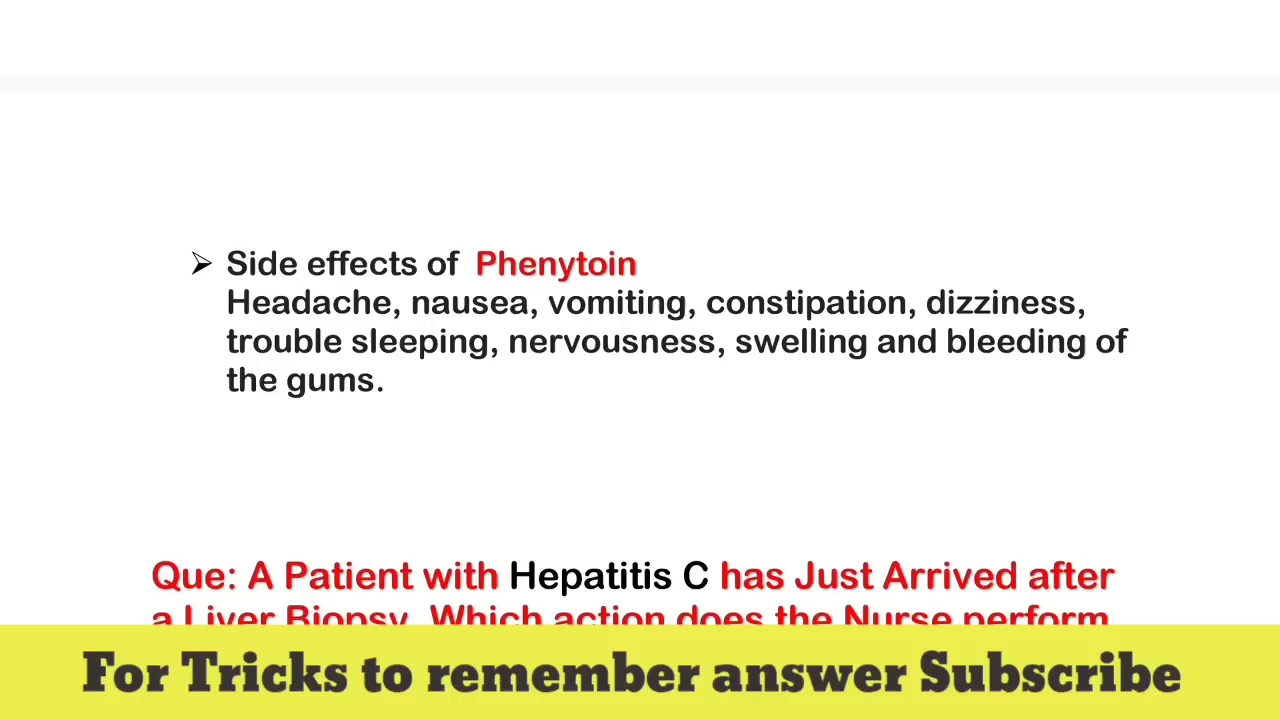 ➢ Side effects of Phenytoin
Headache, nausea, vomiting, constipation, dizziness,
trouble sleeping, nervousness, swelling and bleeding of
the gums.
Que: A Patient with Hepatitis C has Just Arrived after
a Liver Biopsy. Which action does the Nurse perform
For Tricks to remember answer Subscribe